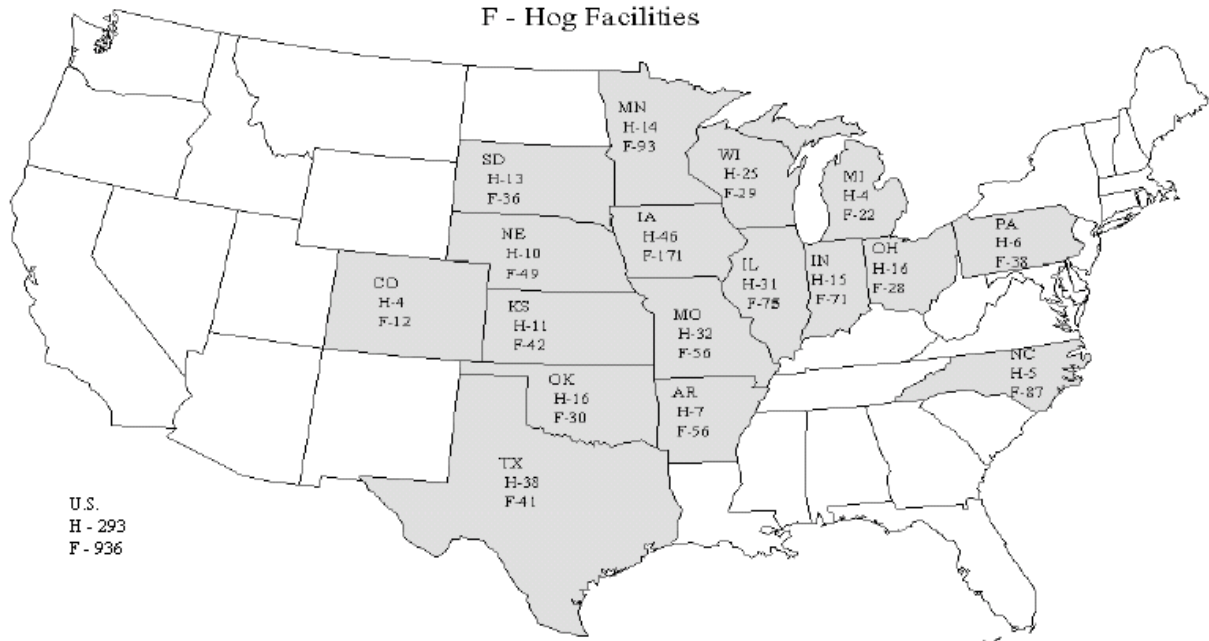 F - Hog Facilities
MN
H-14
F-93
SD
H-13
F-36
WI
H-25
F-29
MI
H-4
F-22
NE
H-10
F-49
IA
H-46
F-171
PA
H-6
F-38
CO
H-4
F-12
IL
H-31
F-75
IN
H-15
F-71
OH
H-16
F-28
KS
H-11
F-42
MO
H-32
F-56
NC
H-5
F-87
OK
H-16
F-30
AR
H-7
F-56
TX
H-38
F-41
U.S.
H - 293
F - 936